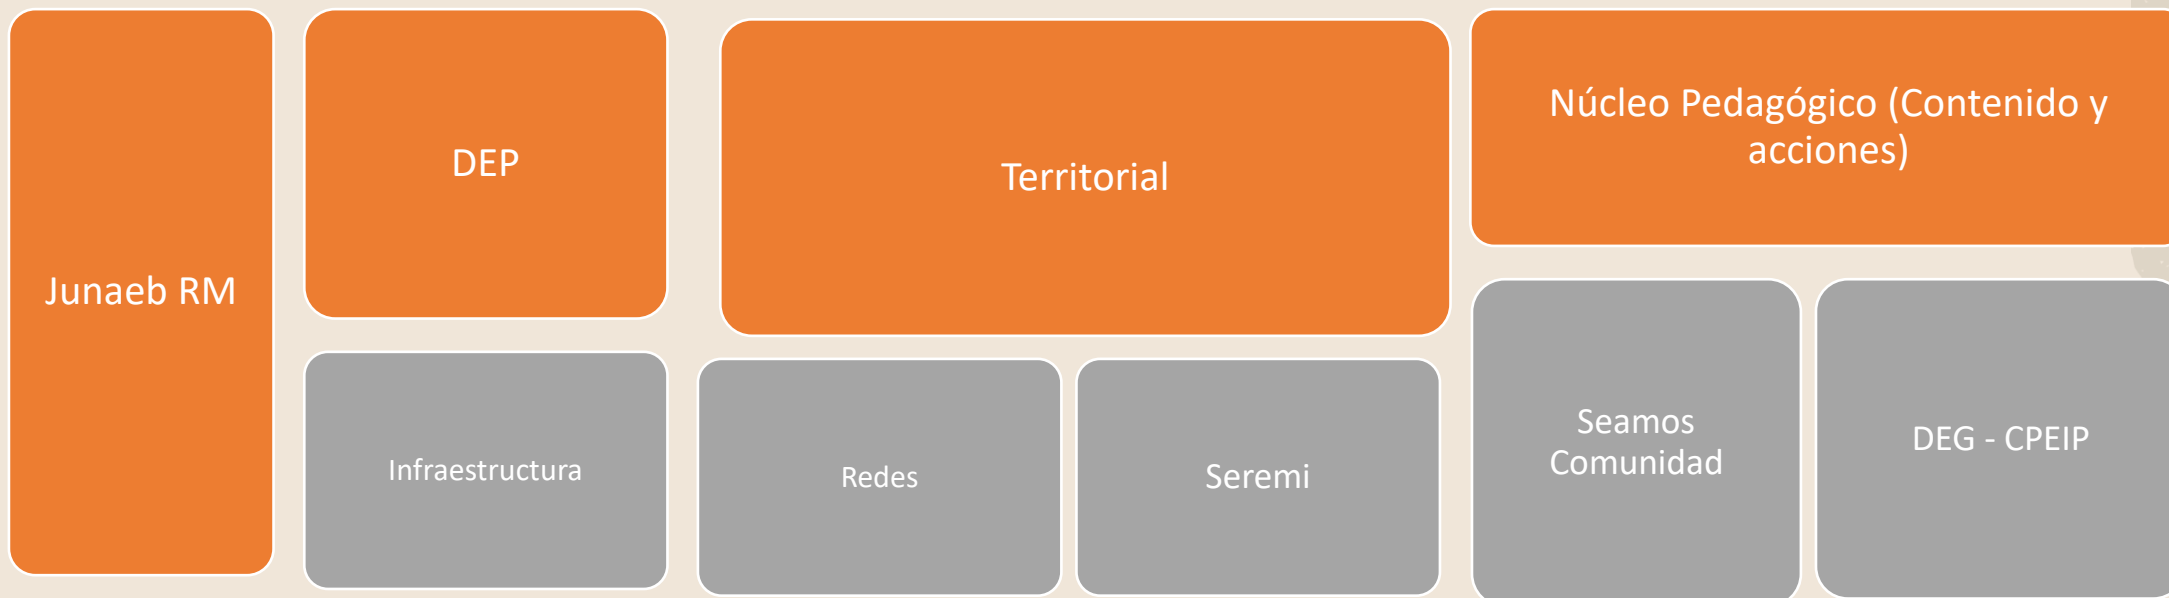 Junaeb RM
DEP
Infraestructura
Territorial
Redes
Seremi
Núcleo Pedagógico (Contenido y
acciones)
Seamos
Comunidad
DEG - CPEIP